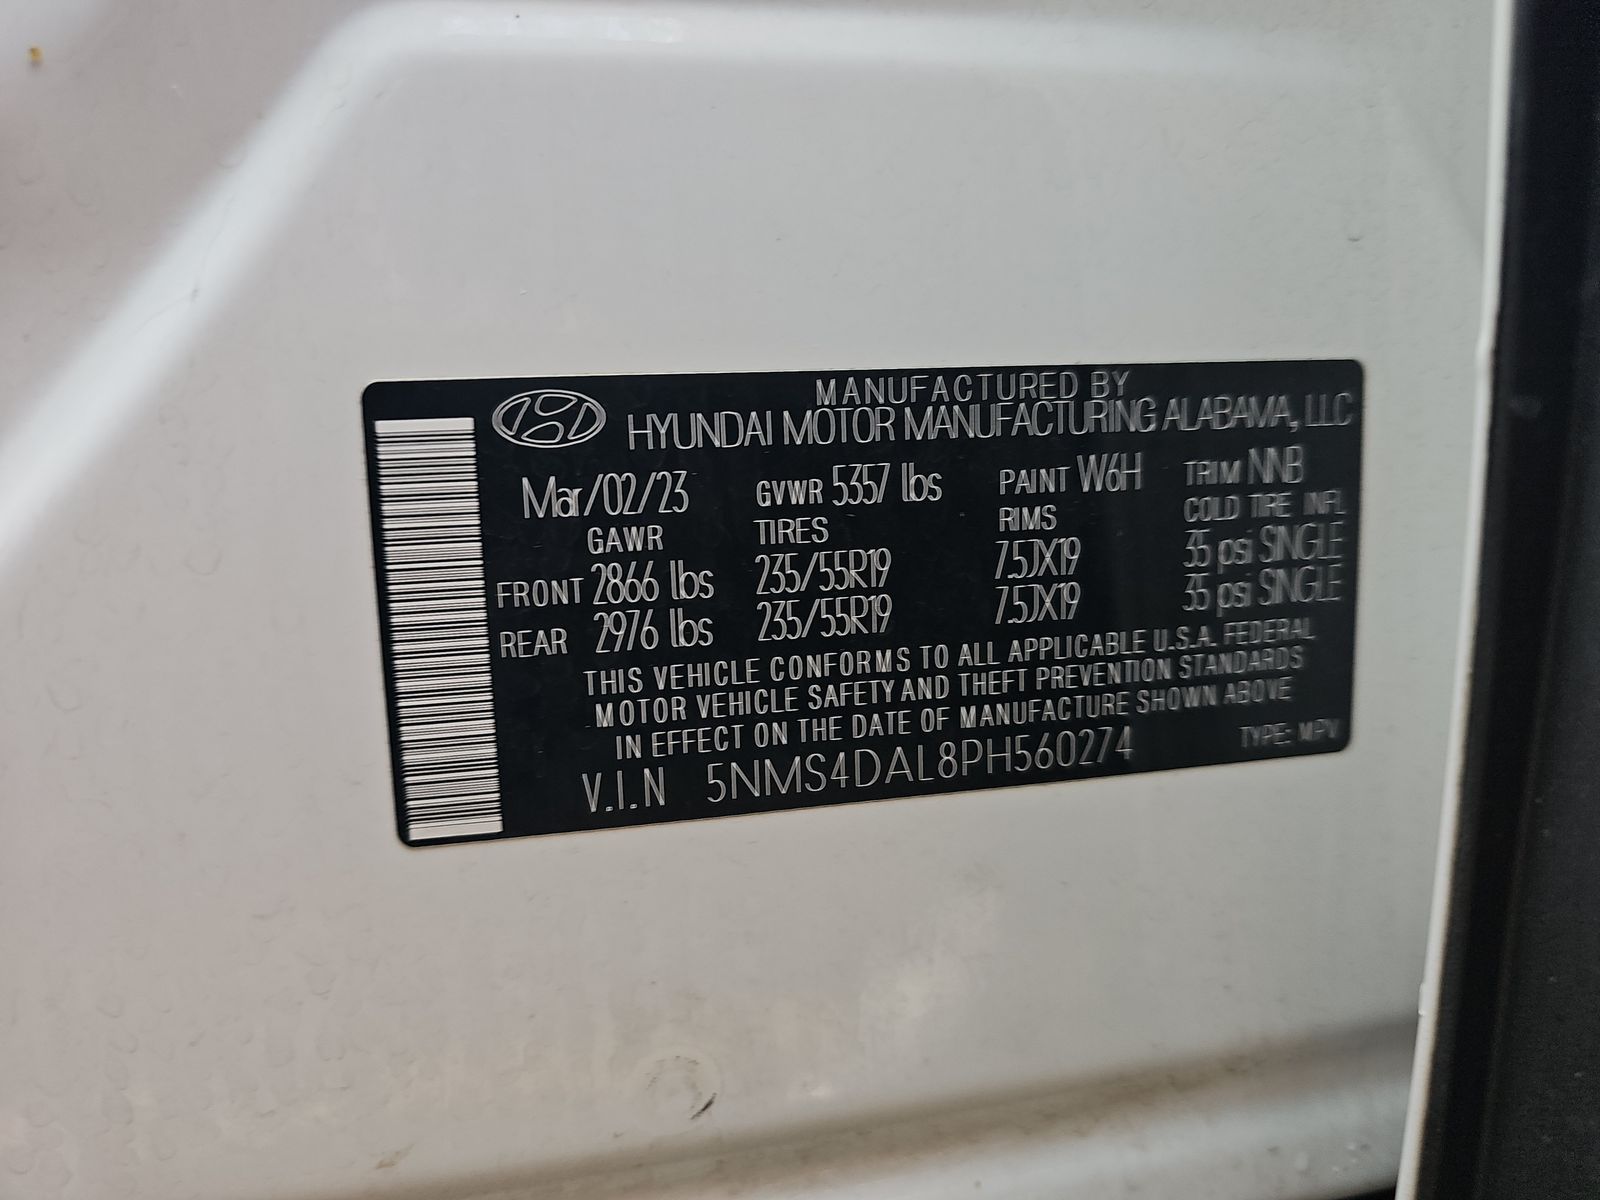 MANUFACTURED BY
HYUNDAI MOTOR MANUFACTURING ALABAMA, LLC
Mar/02/23 GVWR 5357 lbs PAINT W6H TRIM NNB
GAWR TIRES RIMS COLD TIRE INFL
FRONT 2866 lbs 235/55R19 7.5JX19 35 psi SINGLE
REAR 2976 lbs 235/55R19 7.5JX19 35 psi SINGLE
THIS VEHICLE CONFORMS TO ALL APPLICABLE U.S.A. FEDERAL
MOTOR VEHICLE SAFETY AND THEFT PREVENTION STANDARDS
IN EFFECT ON THE DATE OF MANUFACTURE SHOWN ABOVE
V.I.N 5NMS4DAL8PH560274 TYPE: MPV